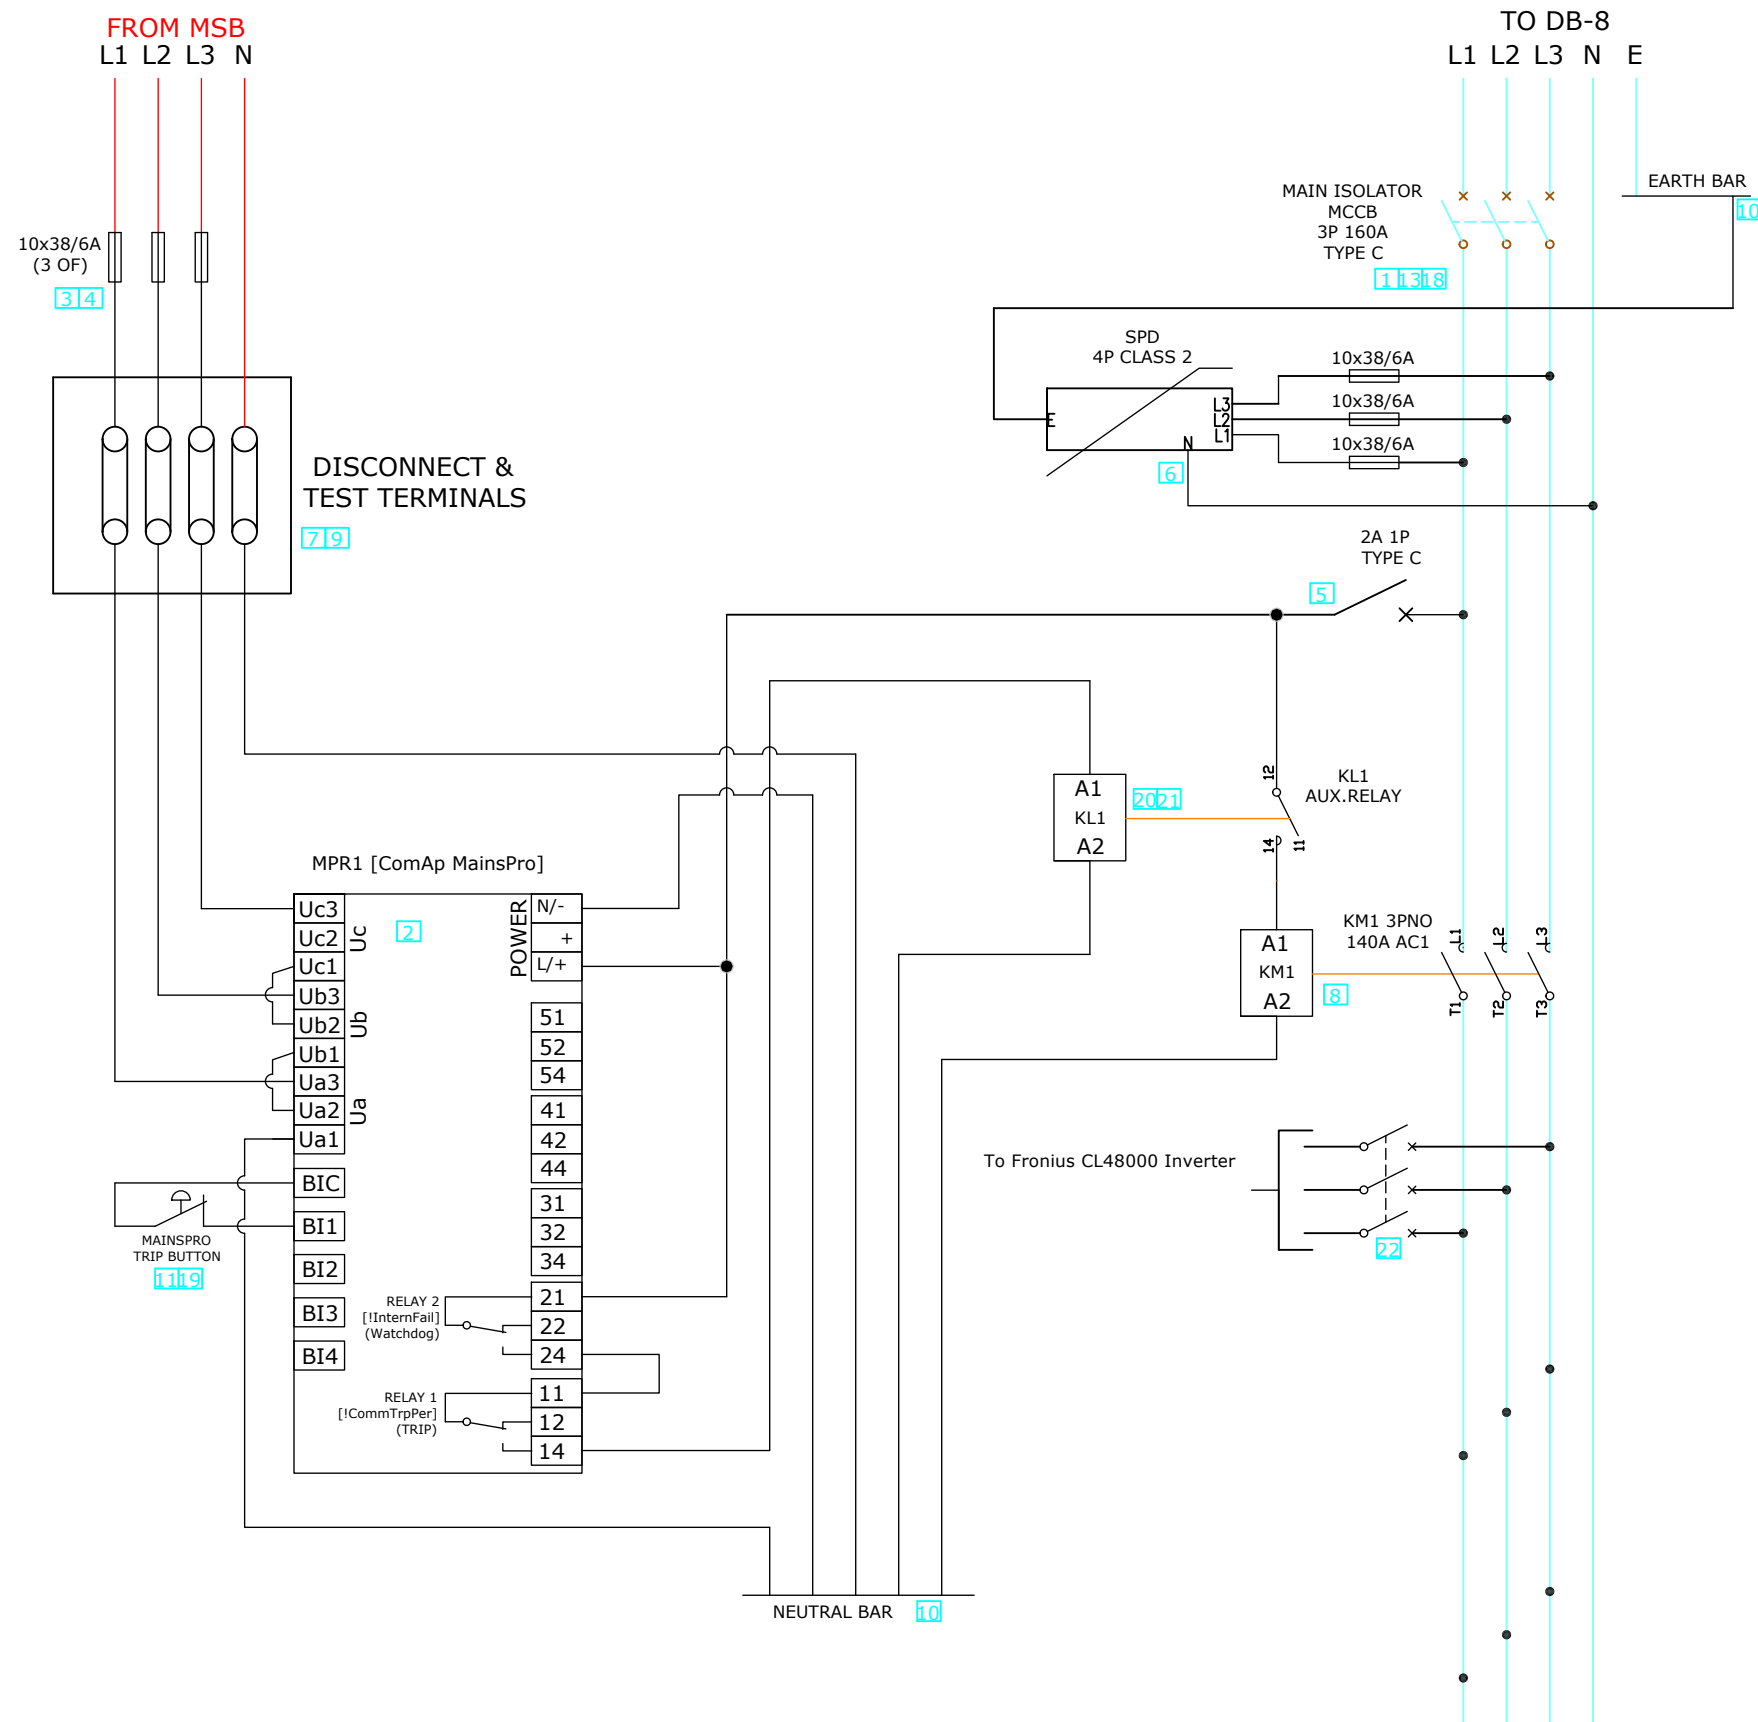 FROM MSB
L1 L2 L3 N
TO DB-8
L1 L2 L3 N E
EARTH BAR
10
MAIN ISOLATOR
MCCB
3P 160A
TYPE C
1 13 18
10x38/6A
(3 OF)
3 4
SPD
4P CLASS 2
10x38/6A
10x38/6A
10x38/6A
E
L3
L2
L1
N
6
DISCONNECT &
TEST TERMINALS
7 9
2A 1P
TYPE C
5
A1
KL1
A2
20 21
12
14
11
KL1
AUX.RELAY
MPR1 [ComAp MainsPro]
2
Uc3
Uc2
Uc1
Uc
Ub3
Ub2
Ub1
Ub
Ua3
Ua2
Ua1
Ua
BIC
BI1
BI2
BI3
BI4
POWER
N/-
+
L/+
51
52
54
41
42
44
31
32
34
21
22
24
11
12
14
RELAY 2
[!InternFail]
(Watchdog)
RELAY 1
[!CommTrpPer]
(TRIP)
MAINSPRO
TRIP BUTTON
11 19
A1
KM1
A2
8
KM1 3PNO
140A AC1
L1
L2
L3
T1
T2
T3
To Fronius CL48000 Inverter
22
NEUTRAL BAR
10